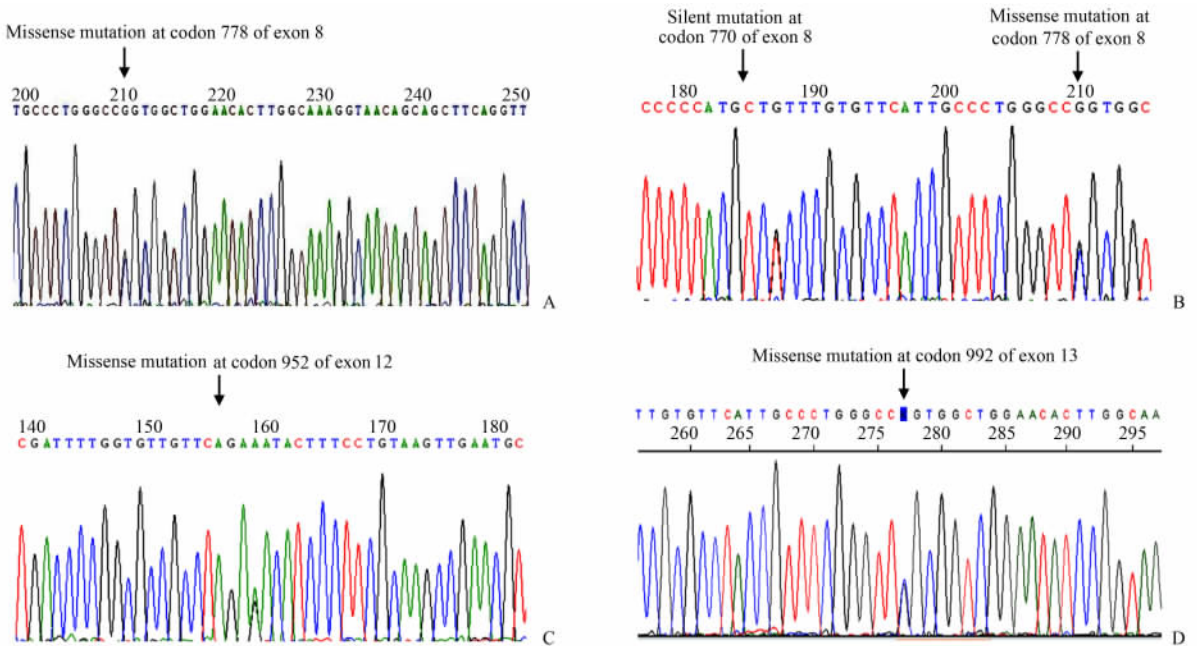 Missense mutation at codon 778 of exon 8
200 210 220 230 240 250
TGCCCTGGGCCGGTGGCTGGAACACTTGGCAAAGGTAACAGCAGCTTCAGGTT
A
Silent mutation at
codon 770 of exon 8
Missense mutation at
codon 778 of exon 8
180 190 200 210
CCCCCATGCTGTTTGTGTTCATTGCCCTGGGCCGGTGGC
B
Missense mutation at codon 952 of exon 12
140 150 160 170 180
CGATTTTGGTGTTGTTCAGAAATACTTTCCTGTAAGTTGAATGC
C
Missense mutation at codon 992 of exon 13
TTGTGTTCATTGCCCTGGGCC GTGGCTGGAACACTTGGCAA
260 265 270 275 280 285 290 295
D